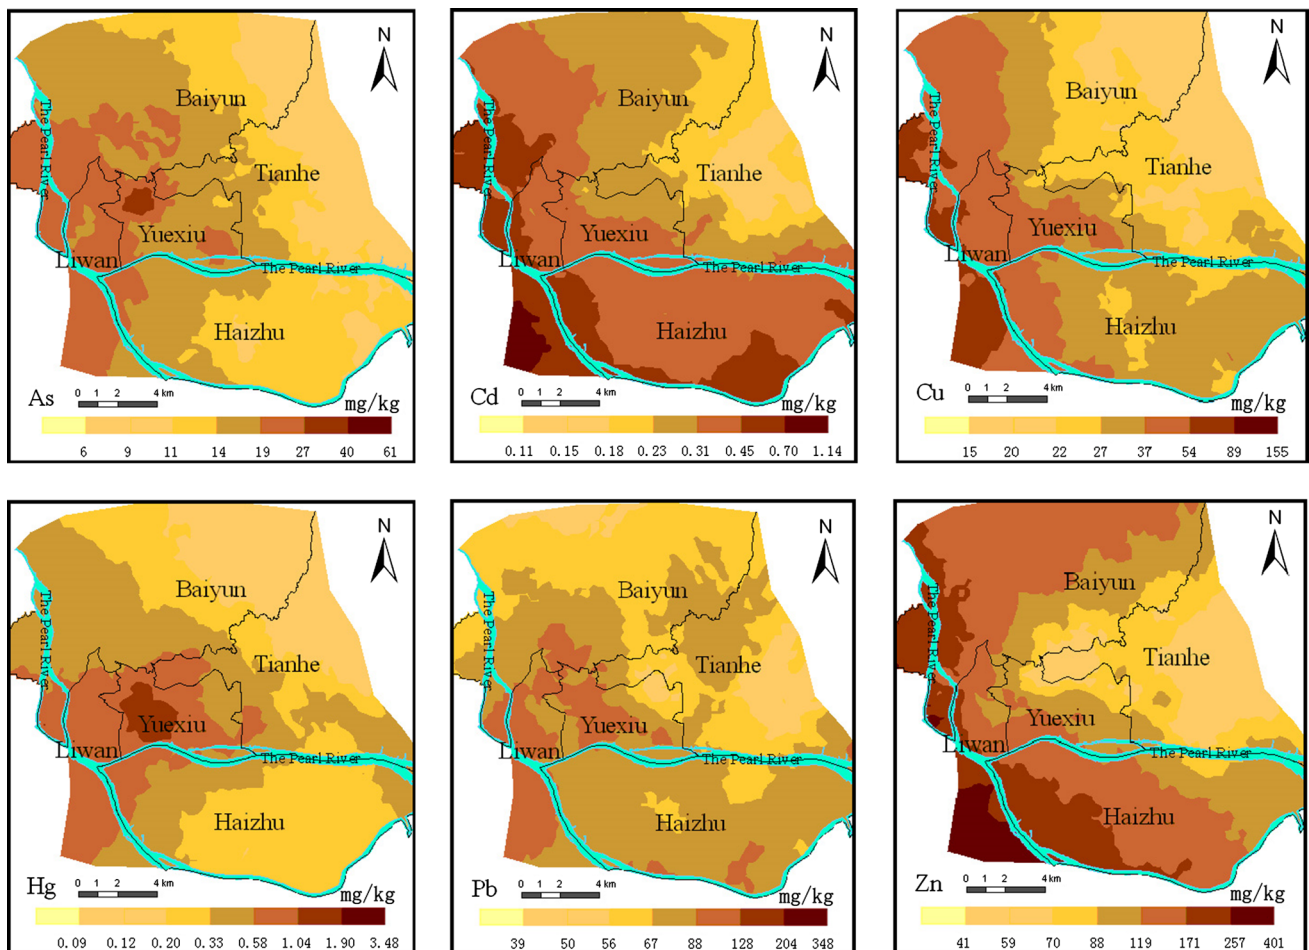 N
Baiyun
The Pearl River
Tianhe
Yuexiu
Liwan
The Pearl River
Haizhu
As
0 1 2 4 km
mg/kg
6 9 11 14 19 27 40 61
N
Baiyun
The Pearl River
Tianhe
Yuexiu
Liwan
The Pearl River
Haizhu
Cd
0 1 2 4 km
mg/kg
0.11 0.15 0.18 0.23 0.31 0.45 0.70 1.14
N
Baiyun
The Pearl River
Tianhe
Yuexiu
Liwan
The Pearl River
Haizhu
Cu
0 1 2 4 km
mg/kg
15 20 22 27 37 54 89 155
N
Baiyun
The Pearl River
Tianhe
Yuexiu
Liwan
The Pearl River
Haizhu
Hg
0 1 2 4 km
mg/kg
0.09 0.12 0.20 0.33 0.58 1.04 1.90 3.48
N
Baiyun
The Pearl River
Tianhe
Yuexiu
Liwan
The Pearl River
Haizhu
Pb
0 1 2 4 km
mg/kg
39 50 56 67 88 128 204 348
N
Baiyun
The Pearl River
Tianhe
Yuexiu
Liwan
The Pearl River
Haizhu
Zn
0 1 2 4 km
mg/kg
41 59 70 88 119 171 257 401